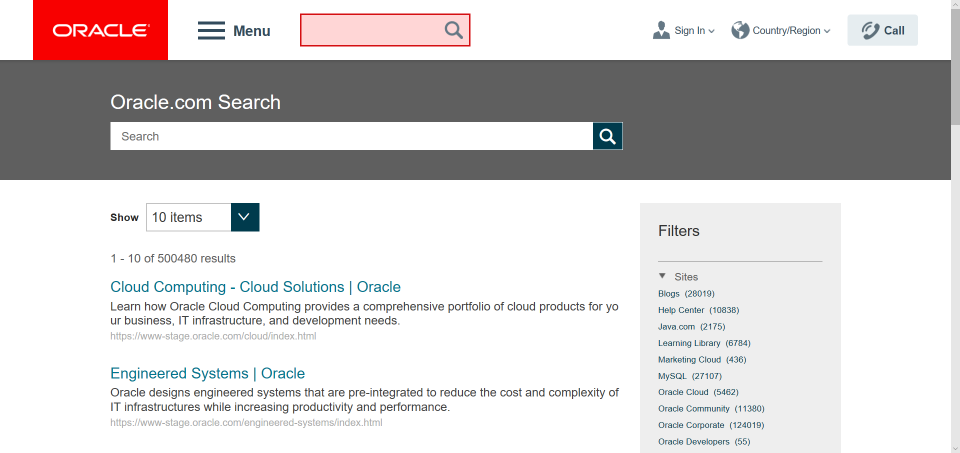 ORACLE
Menu
Sign In
Country/Region
Call
Oracle.com Search
Search
Show
10 items
1 - 10 of 500480 results
Cloud Computing - Cloud Solutions | Oracle
Learn how Oracle Cloud Computing provides a comprehensive portfolio of cloud products for yo
ur business, IT infrastructure, and development needs.
https://www-stage.oracle.com/cloud/index.html
Engineered Systems | Oracle
Oracle designs engineered systems that are pre-integrated to reduce the cost and complexity of
IT infrastructures while increasing productivity and performance.
https://www-stage.oracle.com/engineered-systems/index.html
Filters
Sites
Blogs (28019)
Help Center (10838)
Java.com (2175)
Learning Library (6784)
Marketing Cloud (436)
MySQL (27107)
Oracle Cloud (5462)
Oracle Community (11380)
Oracle Corporate (124019)
Oracle Developers (55)